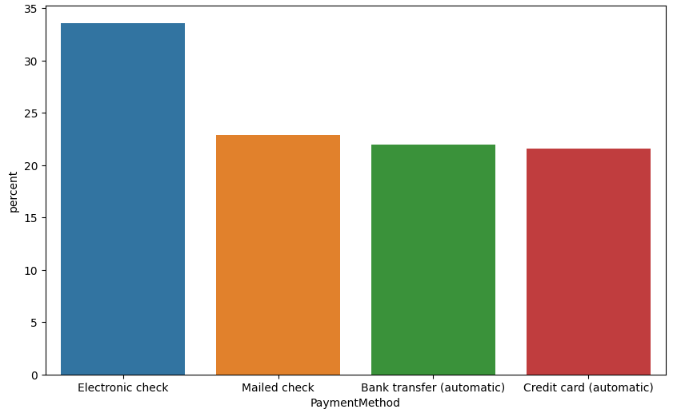 35
30
25
20
15
10
5
0
percent
Electronic check Mailed check Bank transfer (automatic) Credit card (automatic)
PaymentMethod